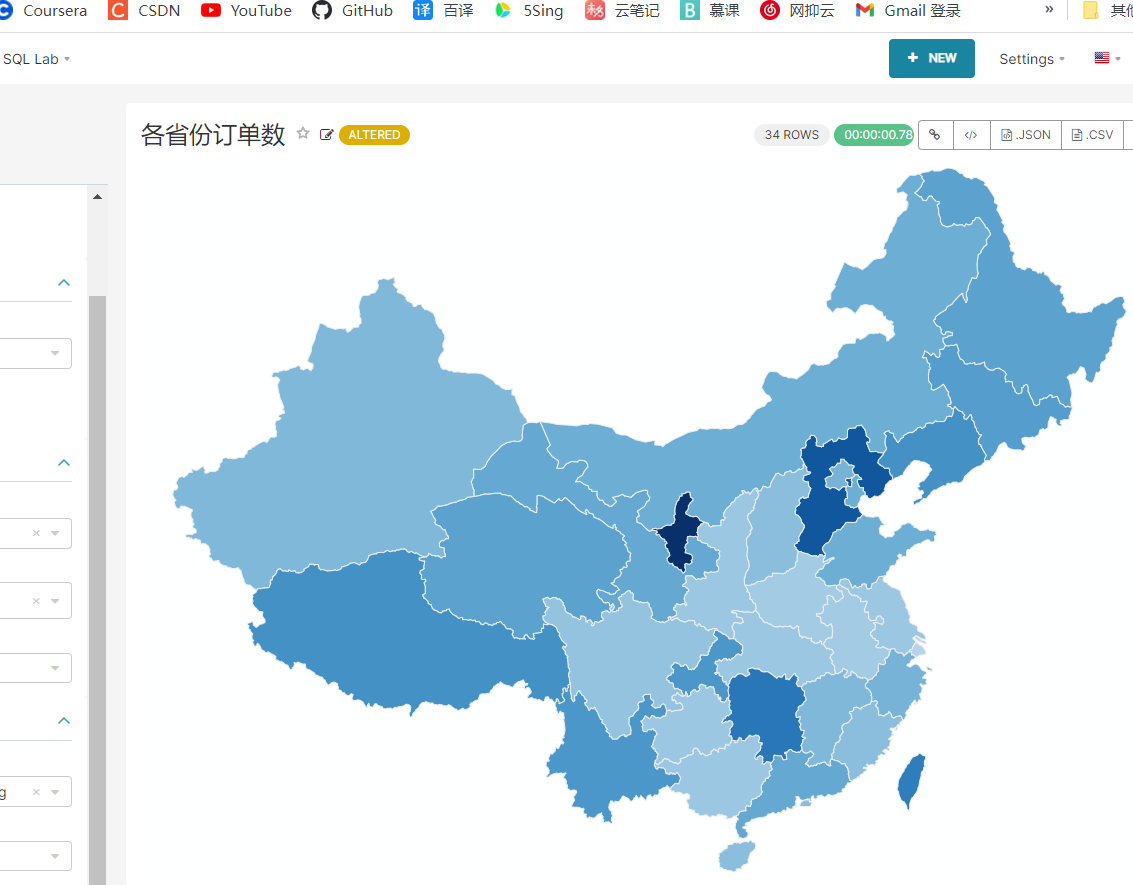 Coursera CSDN YouTube GitHub 百译 5Sing 云笔记 慕课 网抑云 Gmail 登录 » 其他
SQL Lab + NEW Settings
各省份订单数 ALTERED 34 ROWS 00:00:00.78 </> .JSON .CSV
g